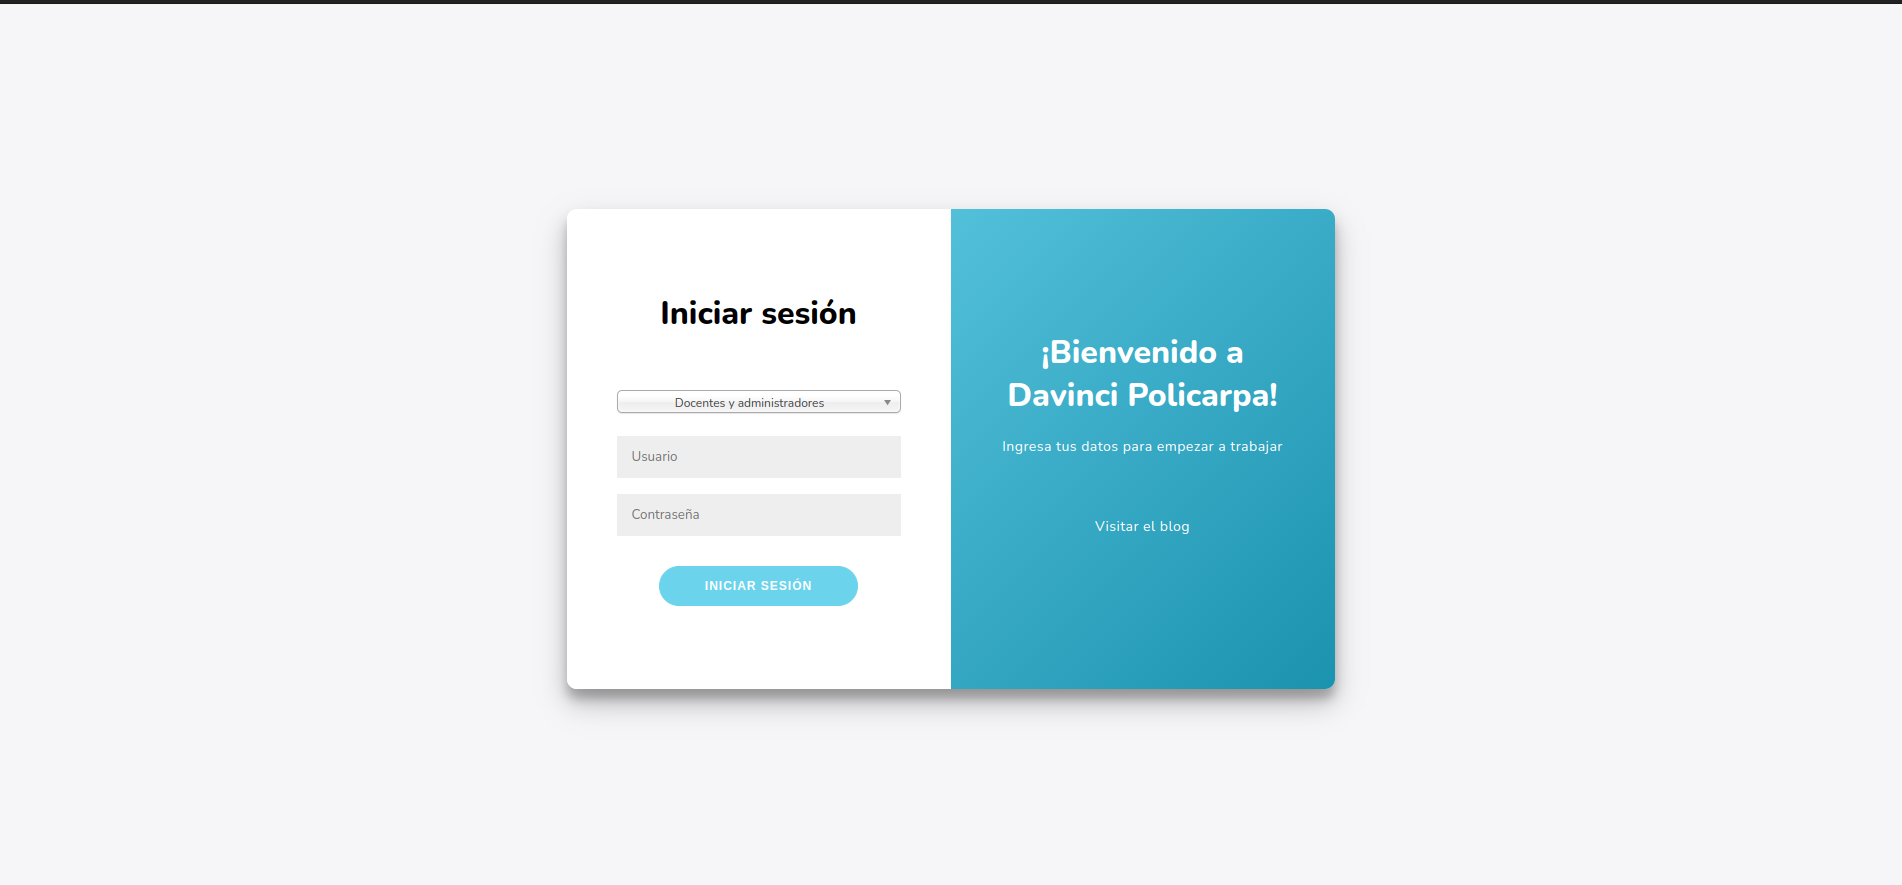 Iniciar sesión
Docentes y administradores
Usuario
Contraseña
INICIAR SESIÓN
¡Bienvenido a
Davinci Policarpa!
Ingresa tus datos para empezar a trabajar
Visitar el blog